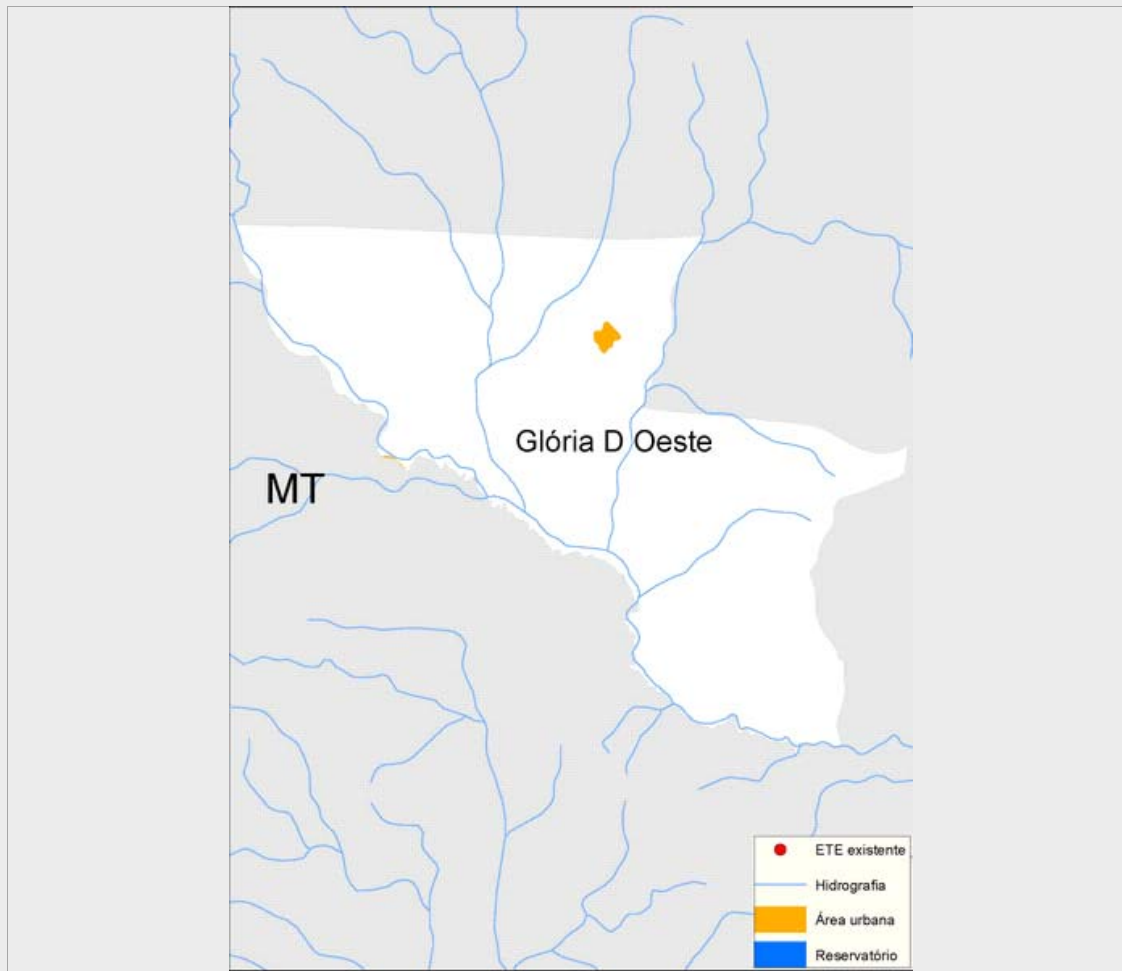 Glória D Oeste
MT
ETE existente
Hidrografia
Área urbana
Reservatório